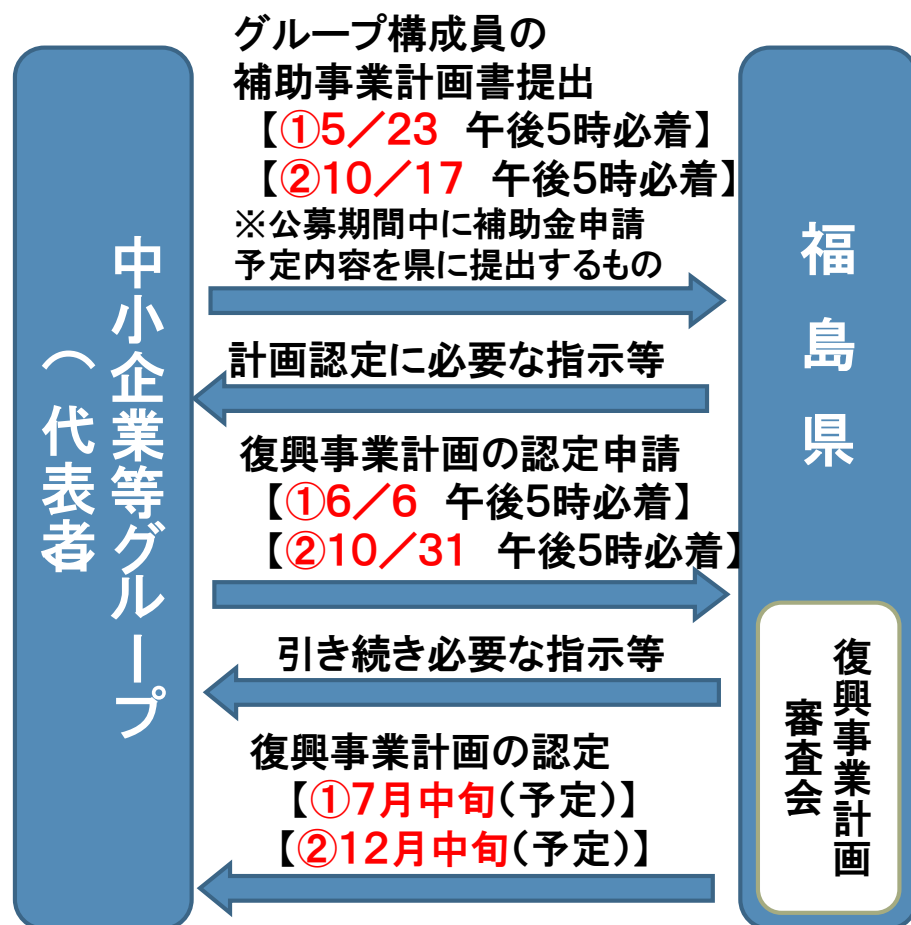 グループ構成員の
補助事業計画書提出
【①5／23 午後5時必着】
【②10／17 午後5時必着】
※公募期間中に補助金申請
予定内容を県に提出するもの
計画認定に必要な指示等
復興事業計画の認定申請
【①6／6 午後5時必着】
【②10／31 午後5時必着】
引き続き必要な指示等
復興事業計画の認定
【①7月中旬(予定)】
【②12月中旬(予定)】
中小企業等グループ
（代表者）
福島県
復興事業計画
審査会